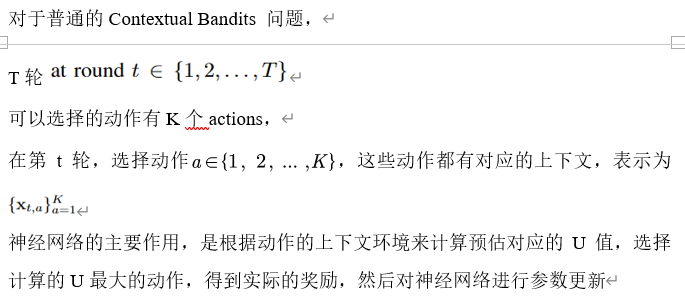 对于普通的 Contextual Bandits 问题，
T 轮 at round t ∈ {1, 2, . . . , T}
可以选择的动作有 K 个 actions，
在第 t 轮，选择动作 a∈{1, 2, ... ,K}，这些动作都有对应的上下文，表示为
{x_{t,a}}_{a=1}^{K}
神经网络的主要作用，是根据动作的上下文环境来计算预估对应的 U 值，选择
计算的 U 最大的动作，得到实际的奖励，然后对神经网络进行参数更新